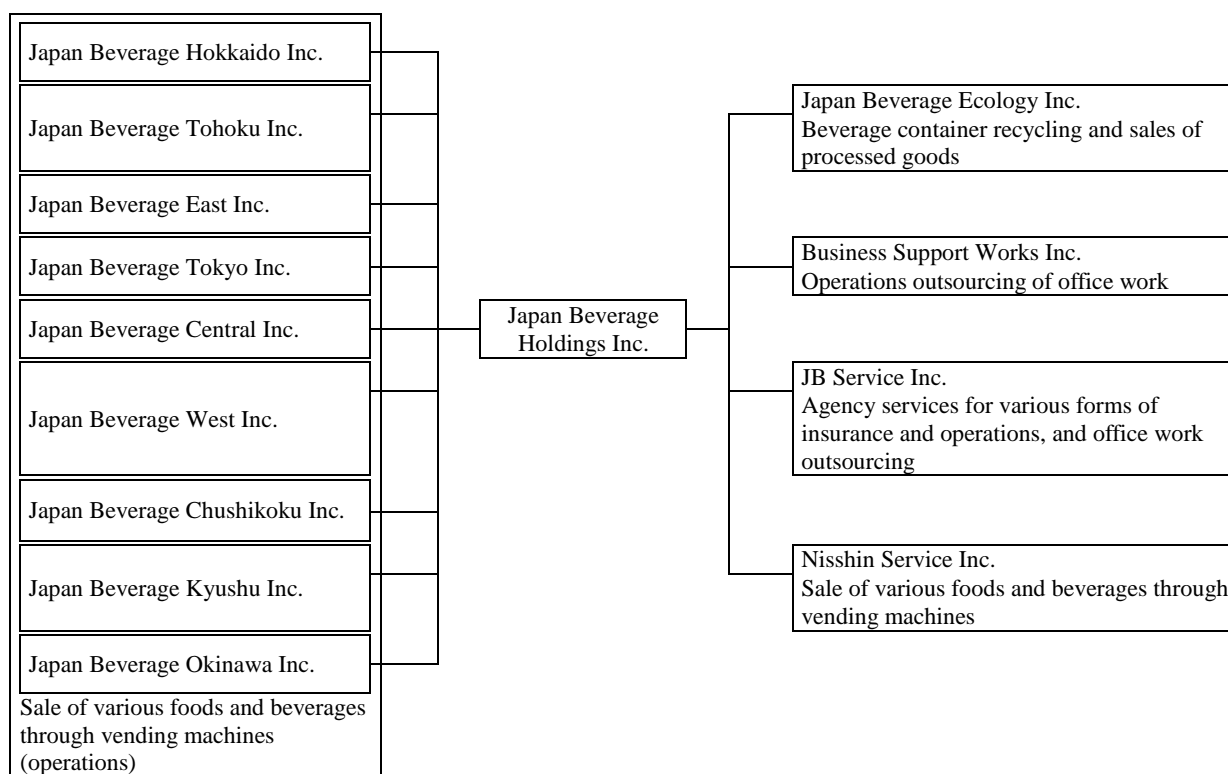 Japan Beverage Hokkaido Inc.
Japan Beverage Tohoku Inc.
Japan Beverage East Inc.
Japan Beverage Tokyo Inc.
Japan Beverage Central Inc.
Japan Beverage West Inc.
Japan Beverage Chushikoku Inc.
Japan Beverage Kyushu Inc.
Japan Beverage Okinawa Inc.
Sale of various foods and beverages
through vending machines
(operations)
Japan Beverage
Holdings Inc.
Japan Beverage Ecology Inc.
Beverage container recycling and sales of
processed goods
Business Support Works Inc.
Operations outsourcing of office work
JB Service Inc.
Agency services for various forms of
insurance and operations, and office work
outsourcing
Nisshin Service Inc.
Sale of various foods and beverages through
vending machines